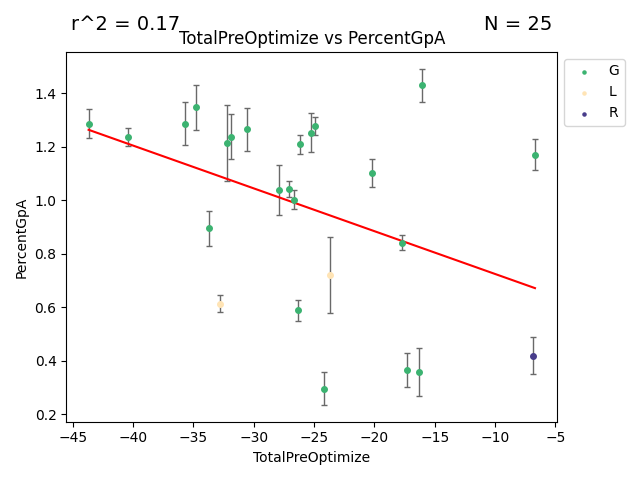 r^2 = 0.17
N = 25
TotalPreOptimize vs PercentGpA
G
L
R
PercentGpA
1.4
1.2
1.0
0.8
0.6
0.4
0.2
−45
−40
−35
−30
−25
−20
−15
−10
−5
TotalPreOptimize